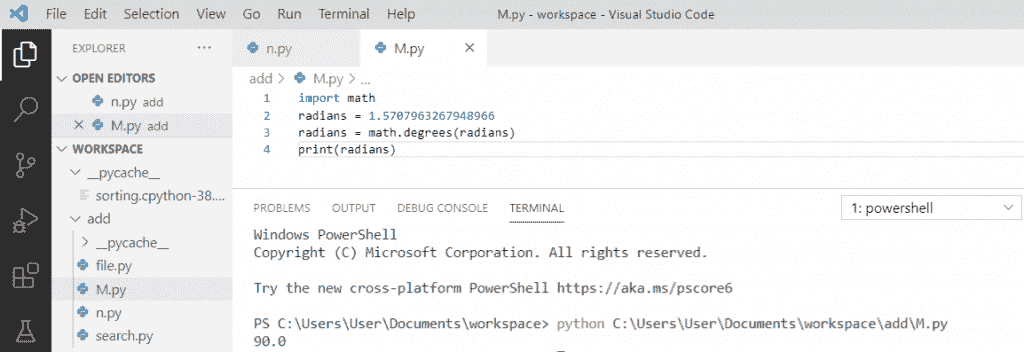 File Edit Selection View Go Run Terminal Help M.py - workspace - Visual Studio Code
EXPLORER ...
OPEN EDITORS
n.py add
M.py add
WORKSPACE
__pycache__
sorting.cpython-38....
add
__pycache__
file.py
M.py
n.py
search.py
n.py M.py
add > M.py > ...
1 import math
2 radians = 1.5707963267948966
3 radians = math.degrees(radians)
4 print(radians)
PROBLEMS OUTPUT DEBUG CONSOLE TERMINAL 1: powershell
Windows PowerShell
Copyright (C) Microsoft Corporation. All rights reserved.
Try the new cross-platform PowerShell https://aka.ms/pscore6
PS C:\Users\User\Documents\workspace> python C:\Users\User\Documents\workspace\add\M.py
90.0